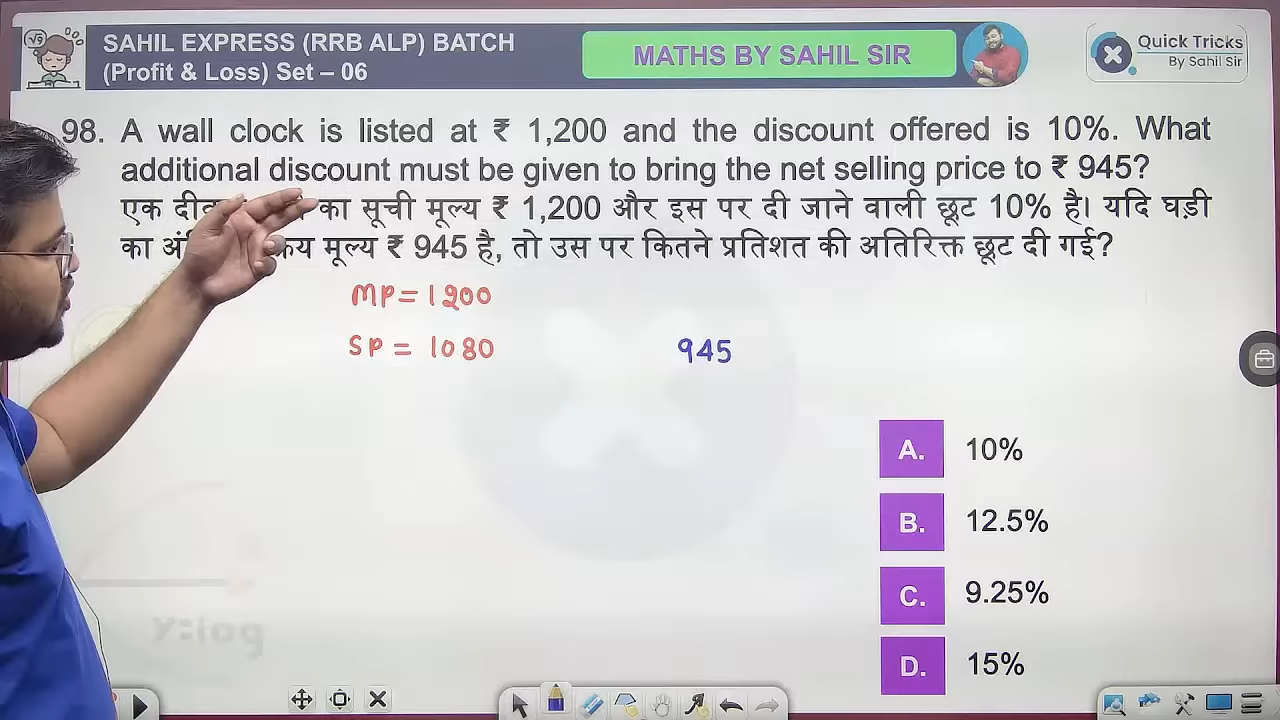 SAHIL EXPRESS (RRB ALP) BATCH
(Profit & Loss) Set – 06
MATHS BY SAHIL SIR
Quick Tricks
By Sahil Sir
98. A wall clock is listed at ₹ 1,200 and the discount offered is 10%. What
additional discount must be given to bring the net selling price to ₹ 945?
एक का सूची मूल्य ₹ 1,200 और इस पर दी जाने वाली छूट 10% है। यदि घड़ी
का मूल्य ₹ 945 है, तो उस पर कितने प्रतिशत की अतिरिक्त छूट दी गई?
MP = 1200
SP = 1080 945
A. 10%
B. 12.5%
C. 9.25%
D. 15%